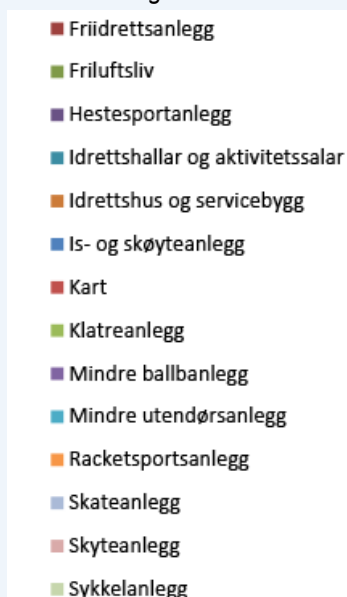 Friidrettsanlegg
Friluftsliv
Hestesportanlegg
Idrettshallar og aktivitetssalar
Idrettshus og servicebygg
Is- og skøyteanlegg
Kart
Klatreanlegg
Mindre ballbanlegg
Mindre utendørsanlegg
Racketsportsanlegg
Skateanlegg
Skyteanlegg
Sykkelanlegg